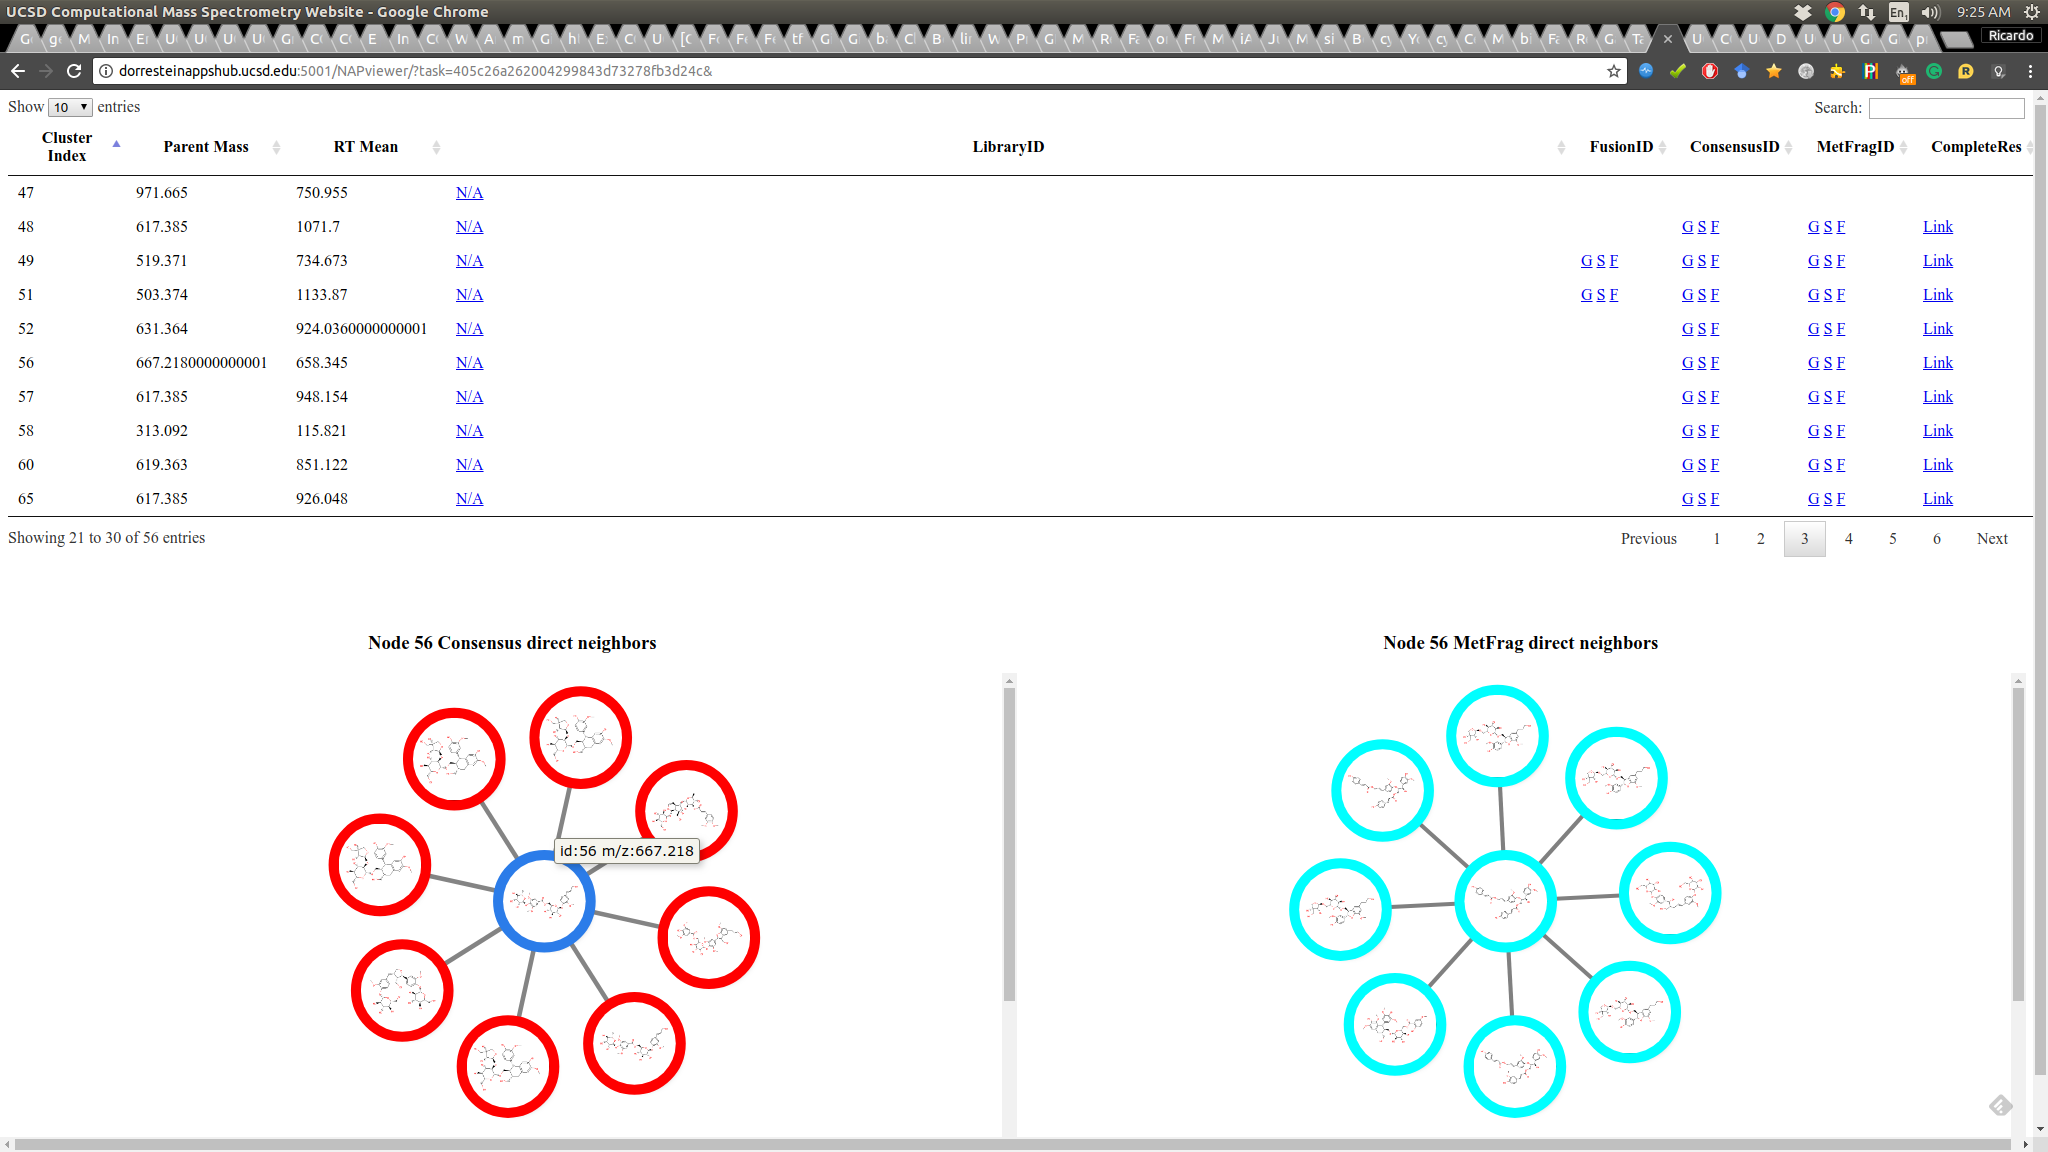 UCSD Computational Mass Spectrometry Website - Google Chrome
En1 9:25 AM
Ricardo
dorresteinappshub.ucsd.edu:5001/NAPviewer/?task=405c26a262004299843d73278fb3d24c&
off
Show 10 entries
Search:
Cluster Index Parent Mass RT Mean LibraryID FusionID ConsensusID MetFragID CompleteRes
47 971.665 750.955 N/A
48 617.385 1071.7 N/A G S F G S F Link
49 519.371 734.673 N/A G S F G S F G S F Link
51 503.374 1133.87 N/A G S F G S F G S F Link
52 631.364 924.0360000000001 N/A G S F G S F Link
56 667.2180000000001 658.345 N/A G S F G S F Link
57 617.385 948.154 N/A G S F G S F Link
58 313.092 115.821 N/A G S F G S F Link
60 619.363 851.122 N/A G S F G S F Link
65 617.385 926.048 N/A G S F G S F Link
Showing 21 to 30 of 56 entries
Previous 1 2 3 4 5 6 Next
Node 56 Consensus direct neighbors
Node 56 MetFrag direct neighbors
id:56 m/z:667.218